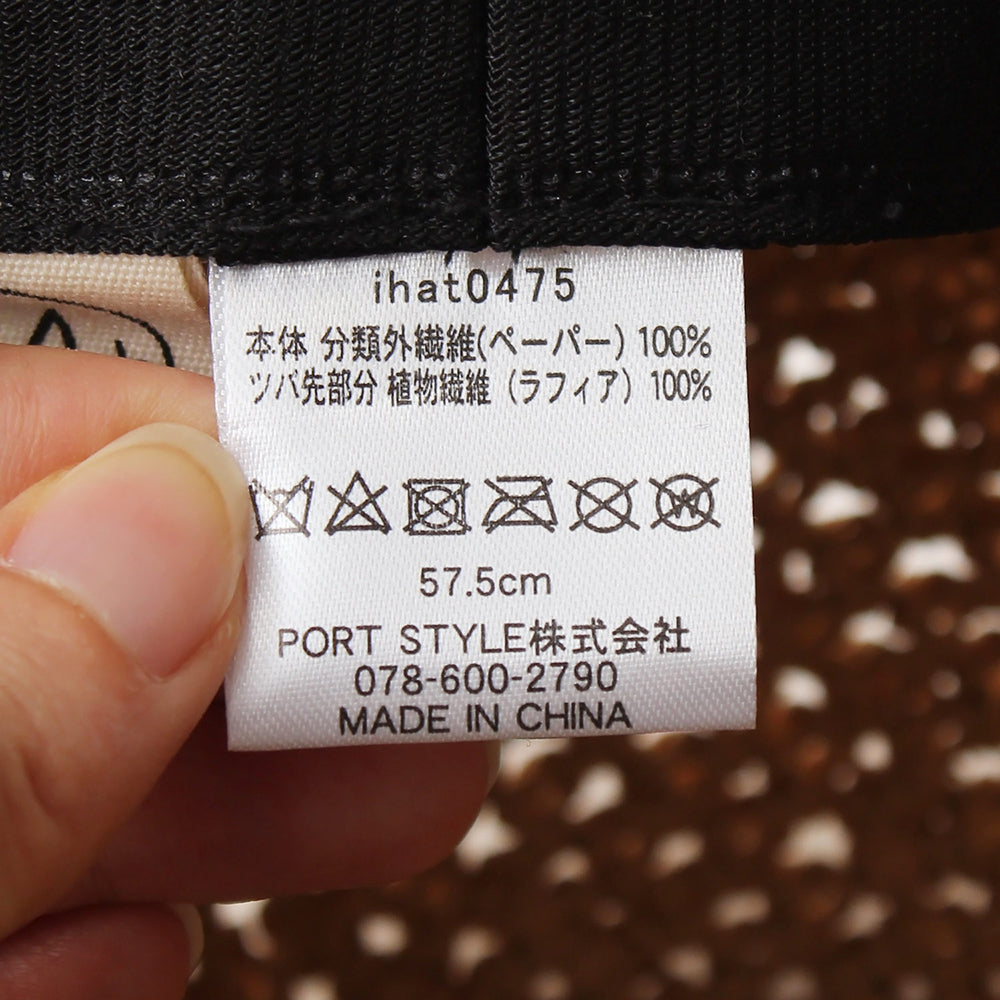 ihat0475
本体 分類外繊維(ペーパー) 100%
ツバ先部分 植物繊維 (ラフィア) 100%
57.5cm
PORT STYLE株式会社
078-600-2790
MADE IN CHINA